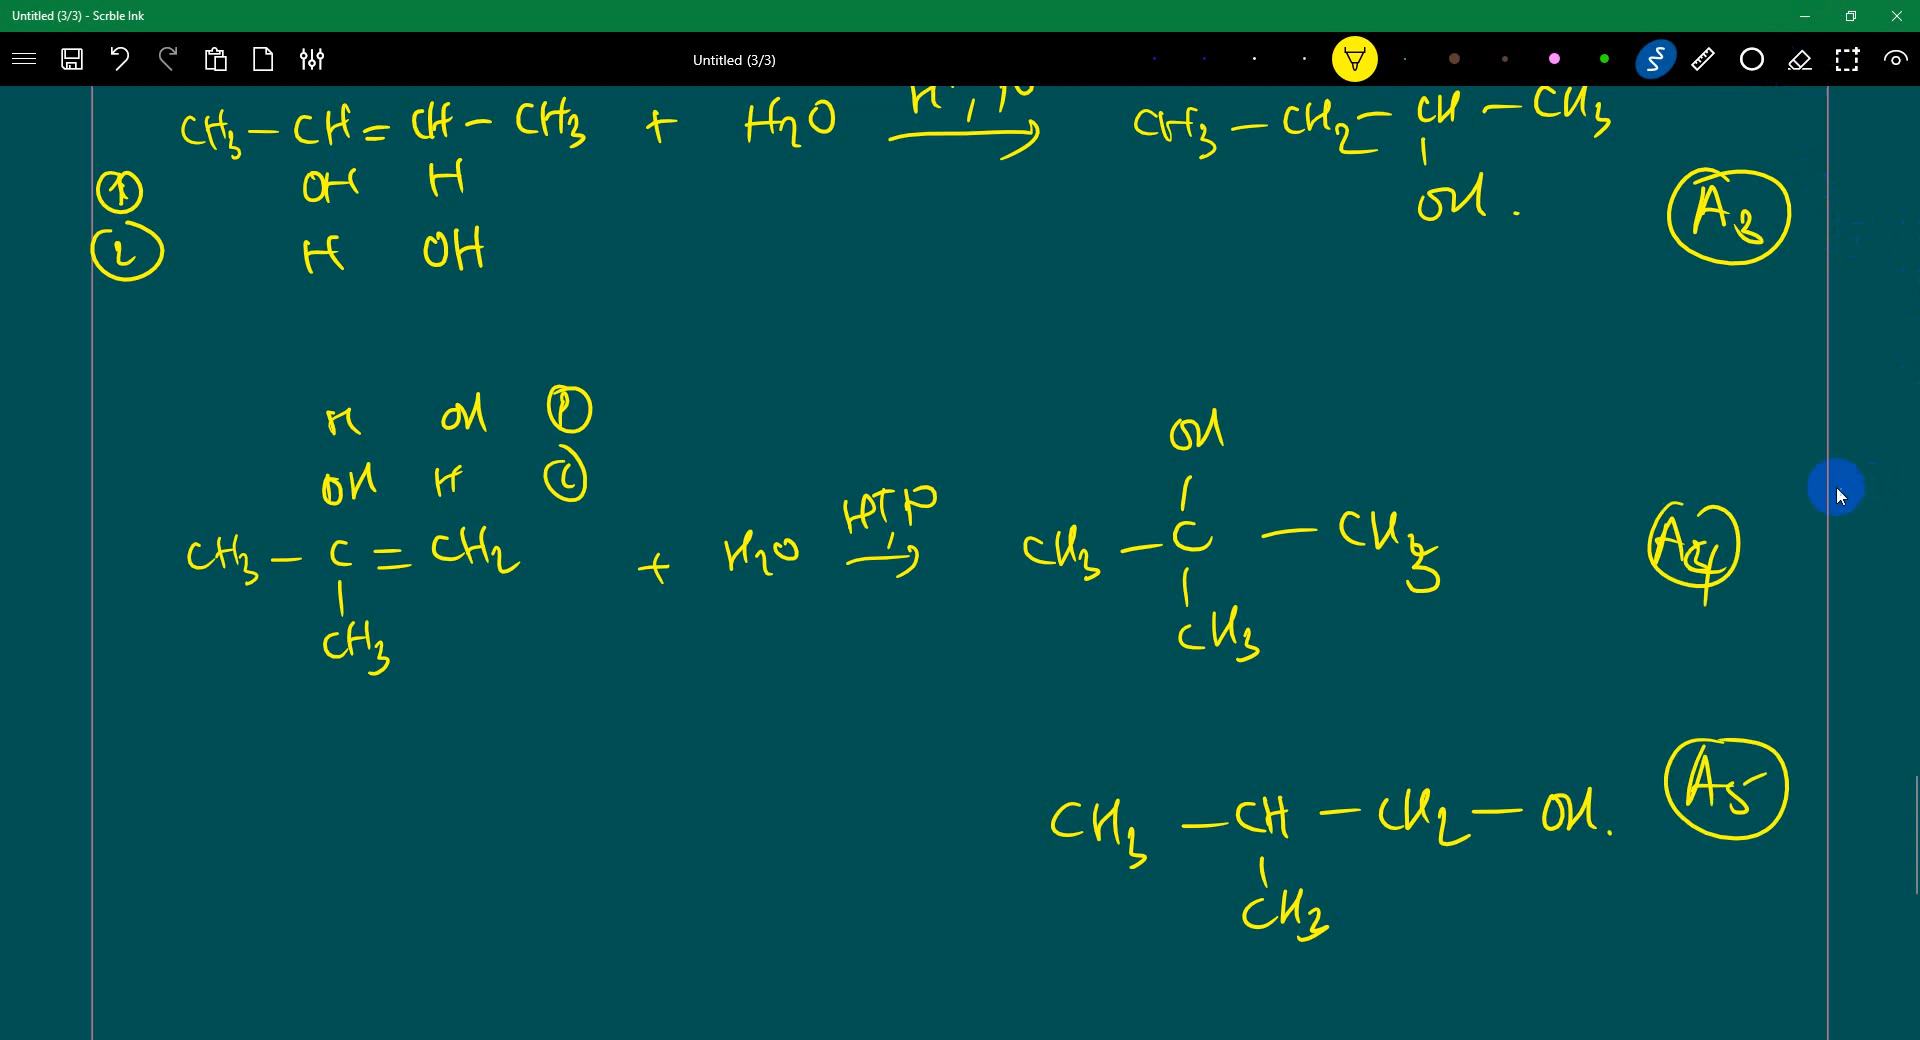 Untitled (3/3) - Scrble Ink
Untitled (3/3)
CH3 — CH = CH — CH3 + H2O → CH3 — CH2 — CH — CH3
① OH H
OH.
A3
② H OH
H OH ①
OH
OH H ②
CH3 — C = CH2 + H2O → CH3 — C — CH3
A4
CH3
CH3
A5
CH3 — CH — CH2 — OH.
CH3